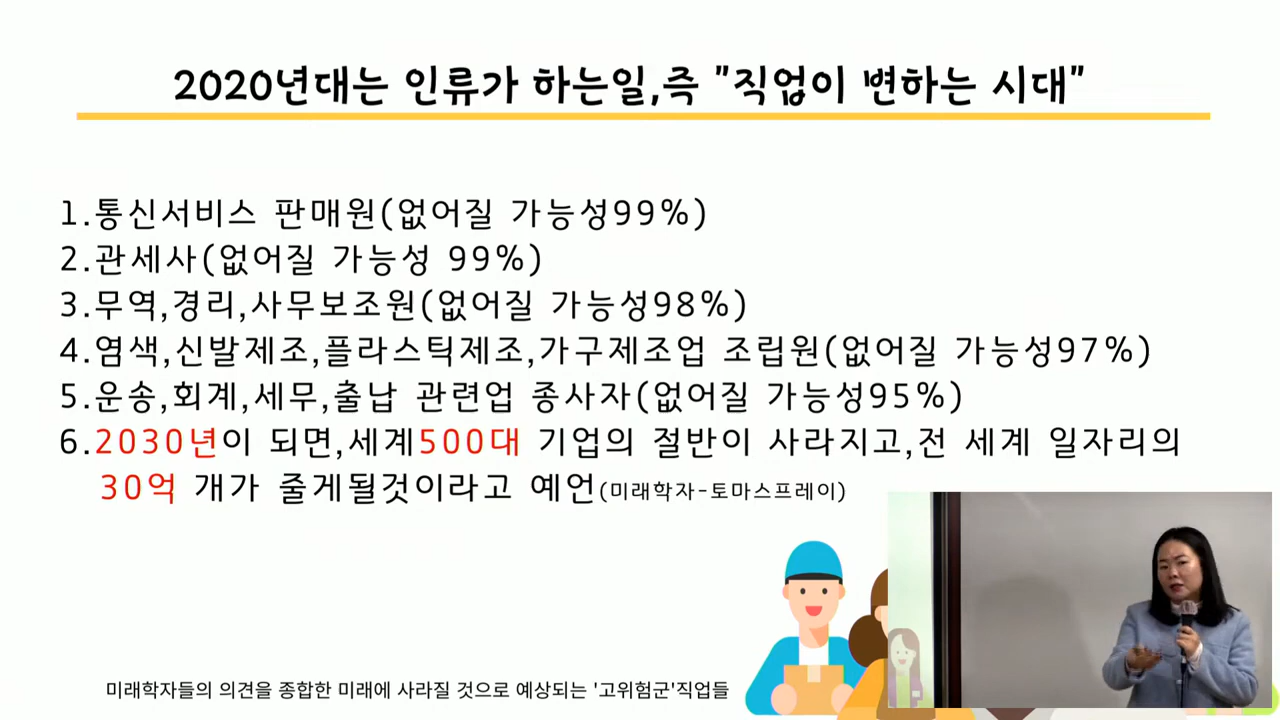 2020년대는 인류가 하는일,즉 "직업이 변하는 시대"
1.통신서비스 판매원(없어질 가능성99%)
2.관세사(없어질 가능성 99%)
3.무역,경리,사무보조원(없어질 가능성98%)
4.염색,신발제조,플라스틱제조,가구제조업 조립원(없어질 가능성97%)
5.운송,회계,세무,출납 관련업 종사자(없어질 가능성95%)
6.2030년이 되면,세계500대 기업의 절반이 사라지고,전 세계 일자리의
30억 개가 줄게될것이라고 예언(미래학자-토마스프레이)
미래학자들의 의견을 종합한 미래에 사라질 것으로 예상되는 '고위험군'직업들